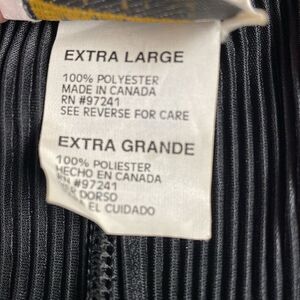 EXTRA LARGE
100% POLYESTER
MADE IN CANADA
RN #97241
SEE REVERSE FOR CARE
EXTRA GRANDE
100% POLIESTER
HECHO EN CANADA
RN #97241
DORSO
EL CUIDADO